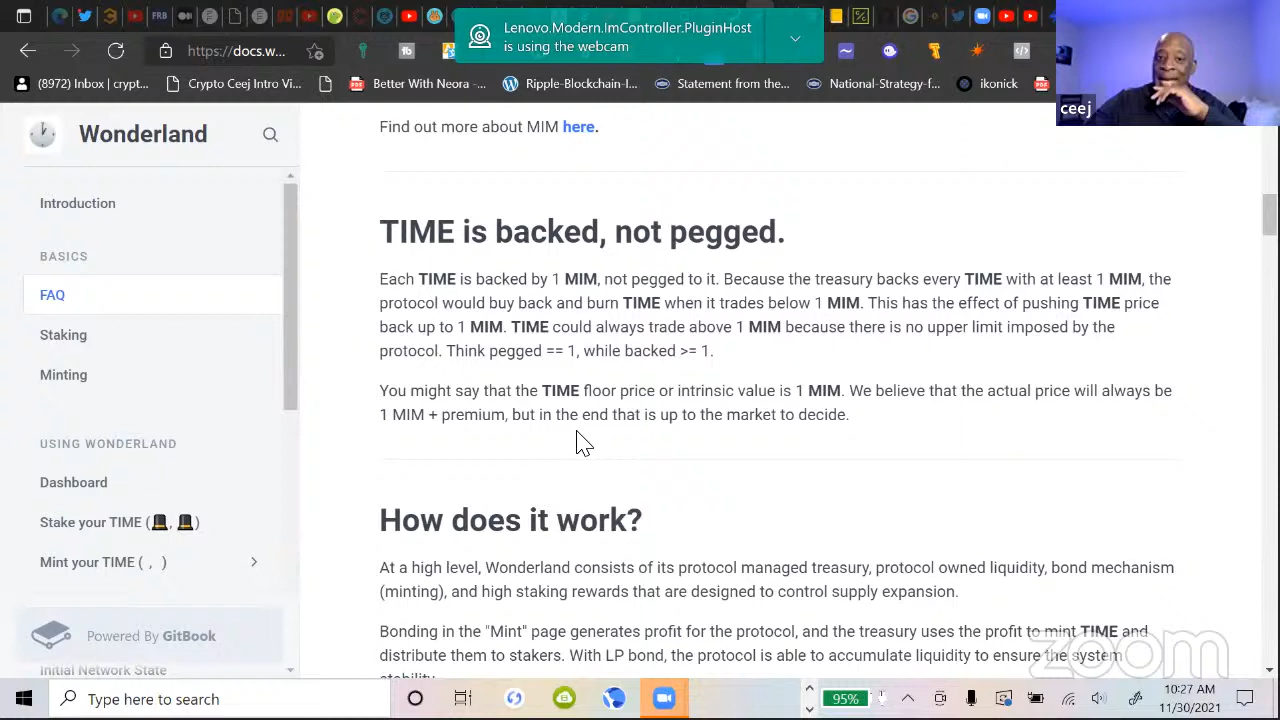 Lenovo.Modern.ImController.PluginHost
is using the webcam
https://docs.w...
(8972) Inbox | crypt...
Crypto Ceej Intro Vi...
Better With Neora -...
Ripple-Blockchain-I...
Statement from the...
National-Strategy-f...
ikonick
ceej
Wonderland
Introduction
BASICS
FAQ
Staking
Minting
USING WONDERLAND
Dashboard
Stake your TIME (🎩, 🎩)
Mint your TIME ( , )
Powered By GitBook
Initial Network State
Find out more about MIM here.
TIME is backed, not pegged.
Each TIME is backed by 1 MIM, not pegged to it. Because the treasury backs every TIME with at least 1 MIM, the
protocol would buy back and burn TIME when it trades below 1 MIM. This has the effect of pushing TIME price
back up to 1 MIM. TIME could always trade above 1 MIM because there is no upper limit imposed by the
protocol. Think pegged == 1, while backed >= 1.
You might say that the TIME floor price or intrinsic value is 1 MIM. We believe that the actual price will always be
1 MIM + premium, but in the end that is up to the market to decide.
How does it work?
At a high level, Wonderland consists of its protocol managed treasury, protocol owned liquidity, bond mechanism
(minting), and high staking rewards that are designed to control supply expansion.
Bonding in the "Mint" page generates profit for the protocol, and the treasury uses the profit to mint TIME and
distribute them to stakers. With LP bond, the protocol is able to accumulate liquidity to ensure the system
stability.
zoom
Type here to search
95%
10:27 AM
11/30/2021